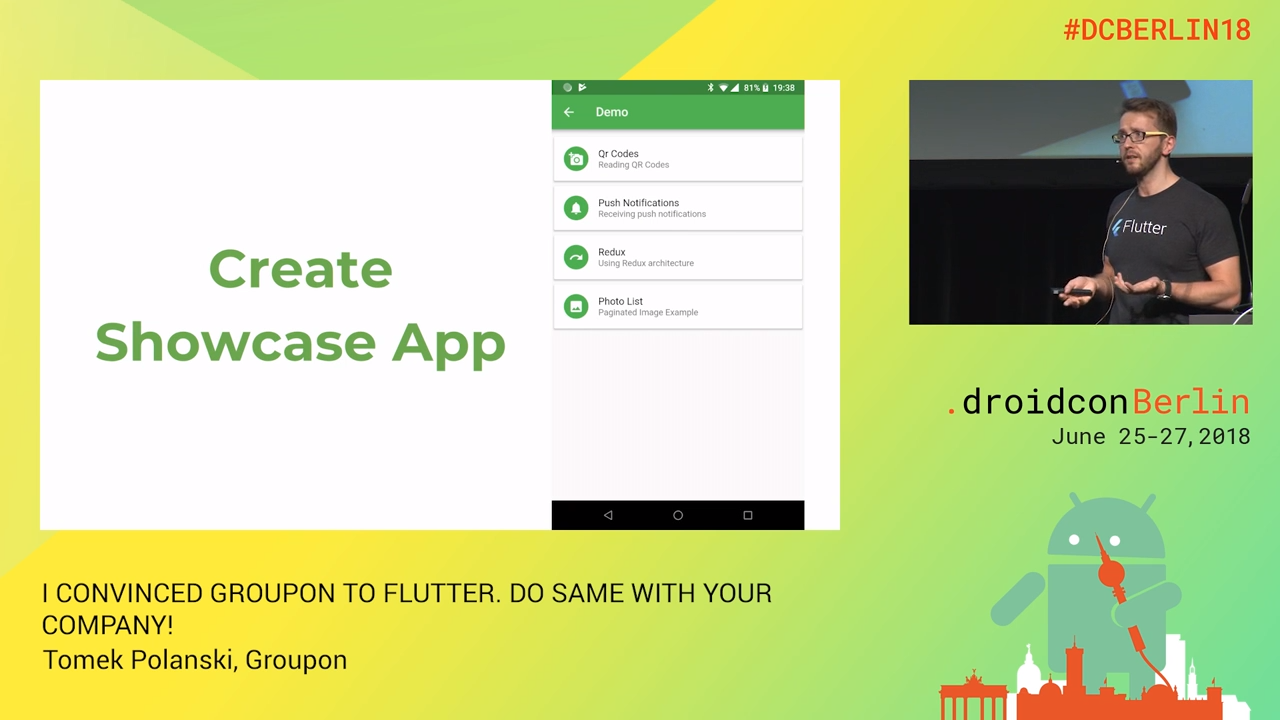 #DCBERLIN18
Create
Showcase App
81% 19:38
Demo
Qr Codes
Reading QR Codes
Push Notifications
Receiving push notifications
Redux
Using Redux architecture
Photo List
Paginated Image Example
Flutter
.droidconBerlin
June 25-27, 2018
I CONVINCED GROUPON TO FLUTTER. DO SAME WITH YOUR
COMPANY!
Tomek Polanski, Groupon